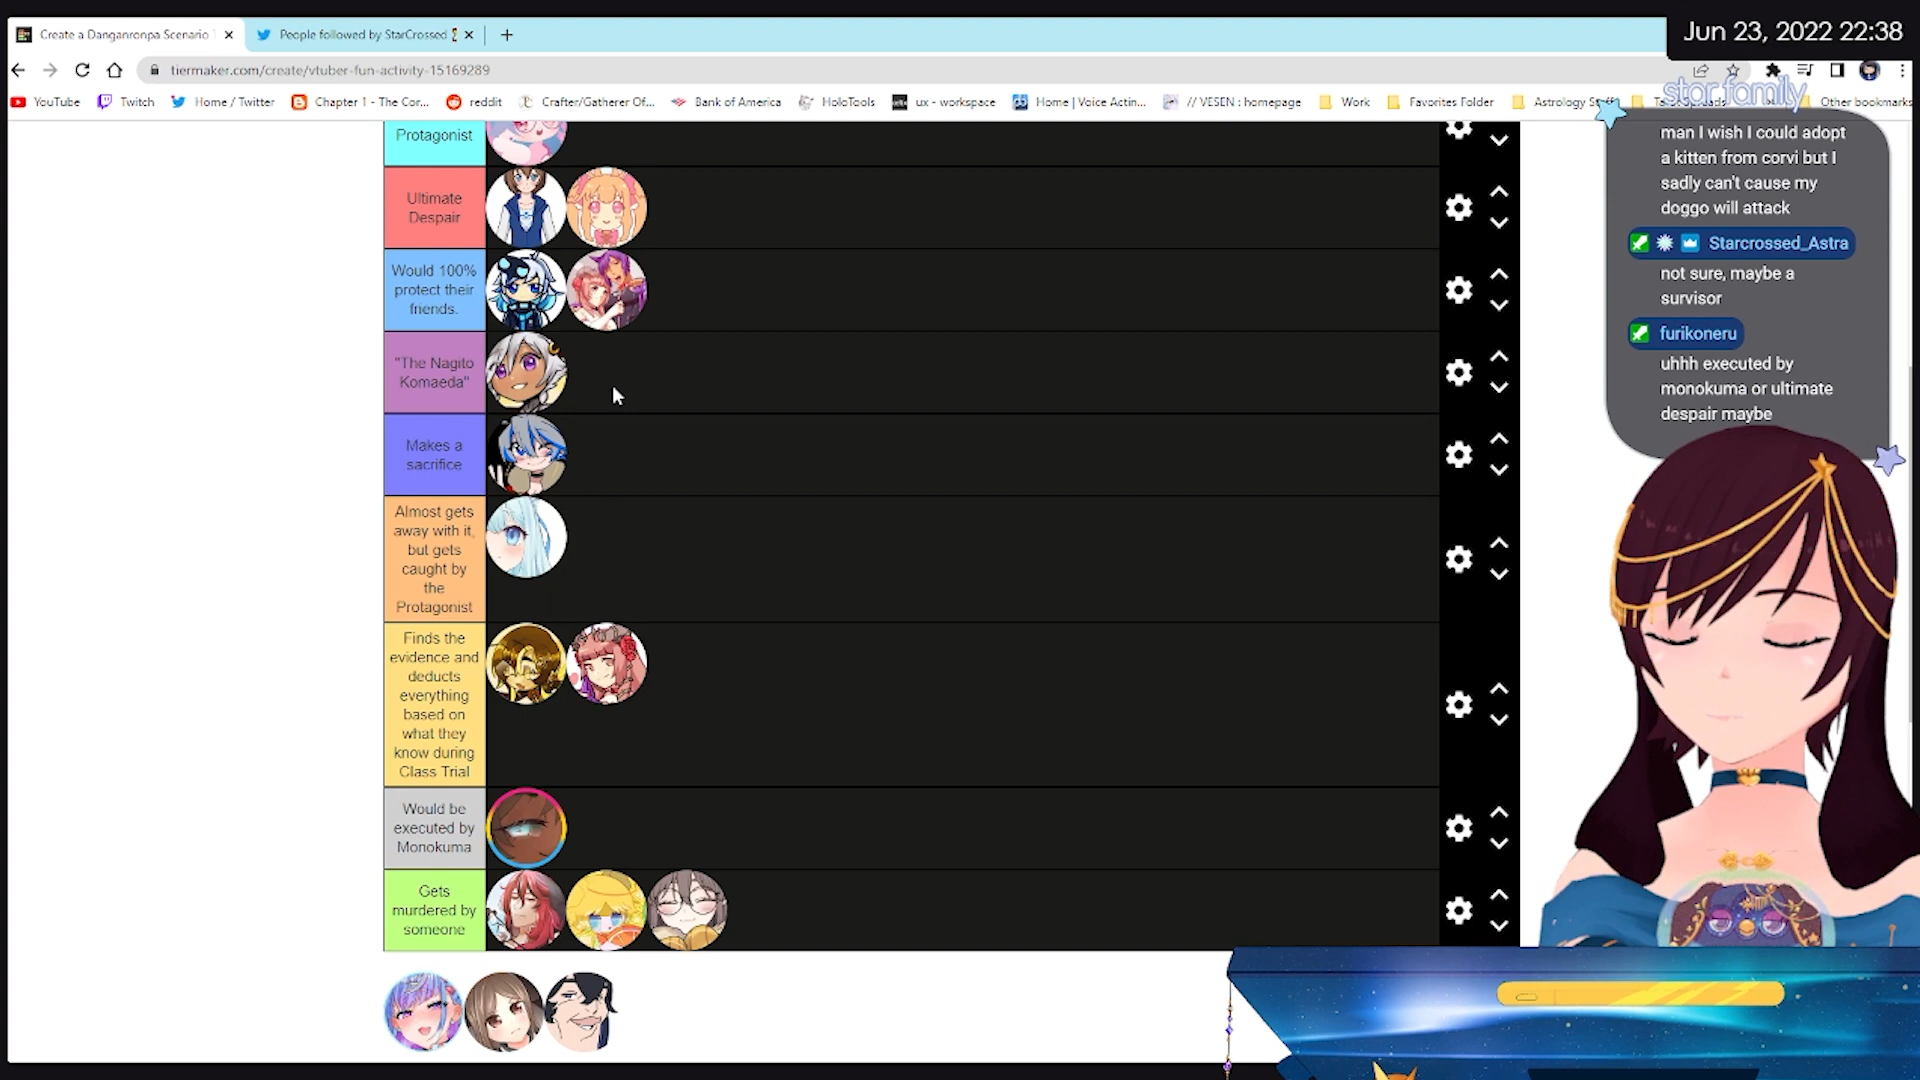 Create a Danganronpa Scenario
People followed by StarCrossed
Jun 23, 2022 22:38
tiermaker.com/create/vtuber-fun-activity-15169289
YouTube
Twitch
Home / Twitter
Chapter 1 - The Cor...
reddit
Crafter/Gatherer Of...
Bank of America
HoloTools
ux - workspace
Home | Voice Actin...
// VESEN : homepage
Work
Favorites Folder
Astrology
Other bookmarks
star family
Protagonist
Ultimate
Despair
Would 100%
protect their
friends.
"The Nagito
Komaeda"
Makes a
sacrifice
Almost gets
away with it,
but gets
caught by
the
Protagonist
Finds the
evidence and
deducts
everything
based on
what they
know during
Class Trial
Would be
executed by
Monokuma
Gets
murdered by
someone
man I wish I could adopt
a kitten from corvi but I
sadly can't cause my
doggo will attack
Starcrossed_Astra
not sure, maybe a
survisor
furikoneru
uhhh executed by
monokuma or ultimate
despair maybe